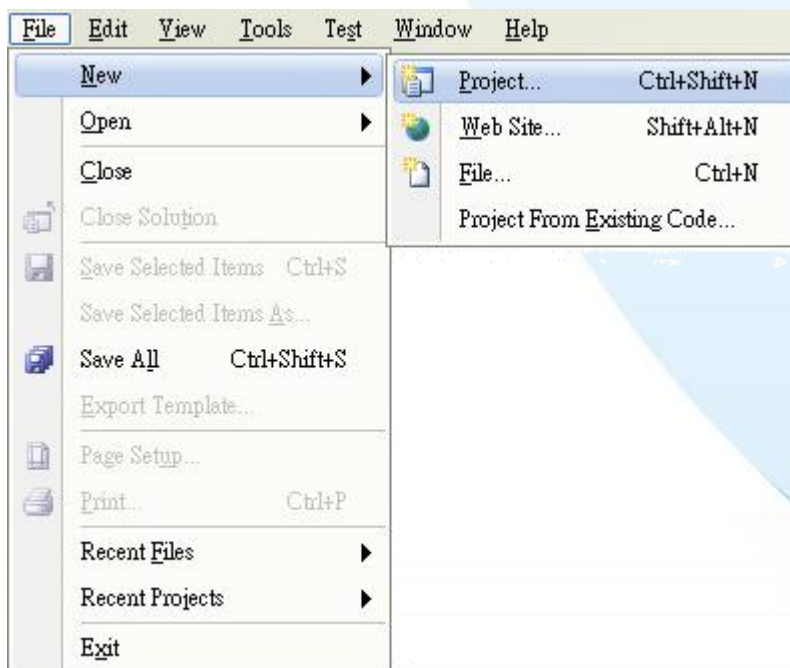 File Edit View Tools Test Window Help
New
Open
Close
Close Solution
Save Selected Items Ctrl+S
Save Selected Items As...
Save All Ctrl+Shift+S
Export Template...
Page Setup...
Print... Ctrl+P
Recent Files
Recent Projects
Exit
Project... Ctrl+Shift+N
Web Site... Shift+Alt+N
File... Ctrl+N
Project From Existing Code...